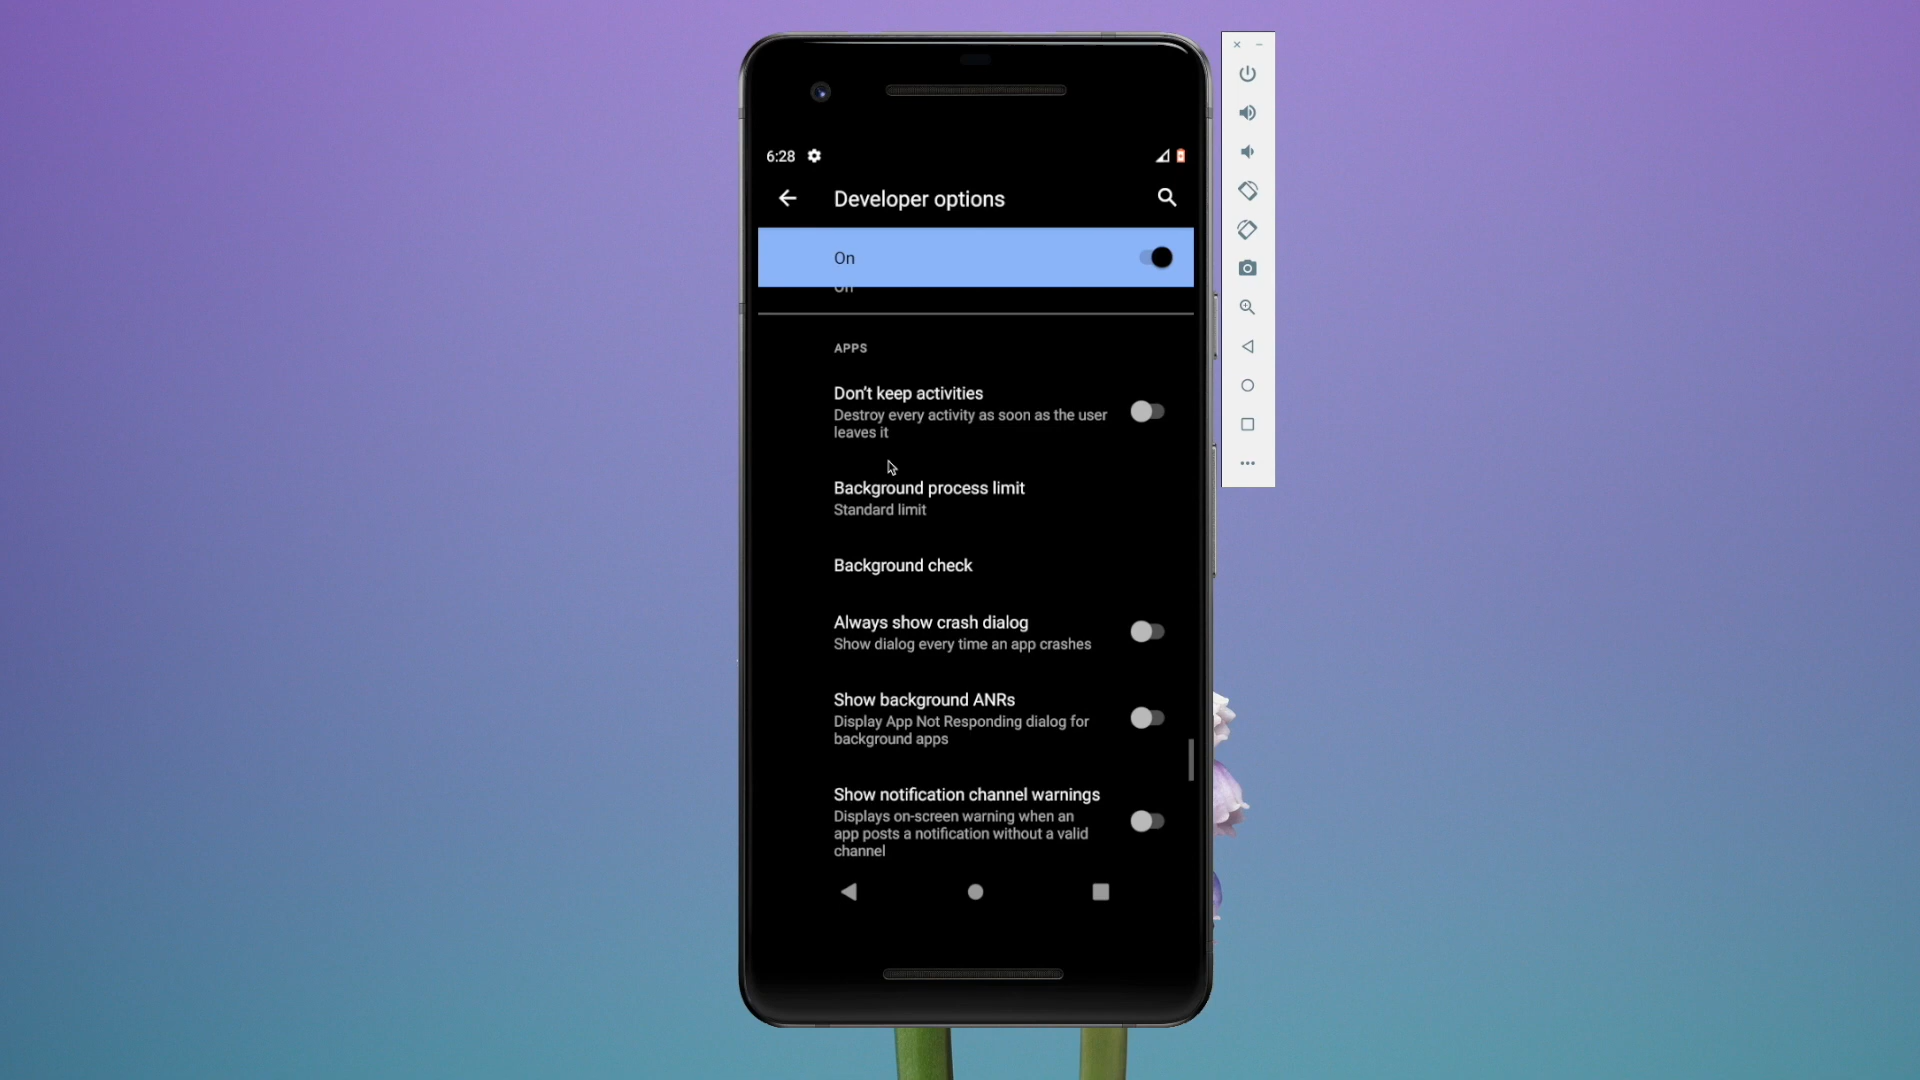 6:28
Developer options
On
APPS
Don't keep activities
Destroy every activity as soon as the user
leaves it
Background process limit
Standard limit
Background check
Always show crash dialog
Show dialog every time an app crashes
Show background ANRs
Display App Not Responding dialog for
background apps
Show notification channel warnings
Displays on-screen warning when an
app posts a notification without a valid
channel